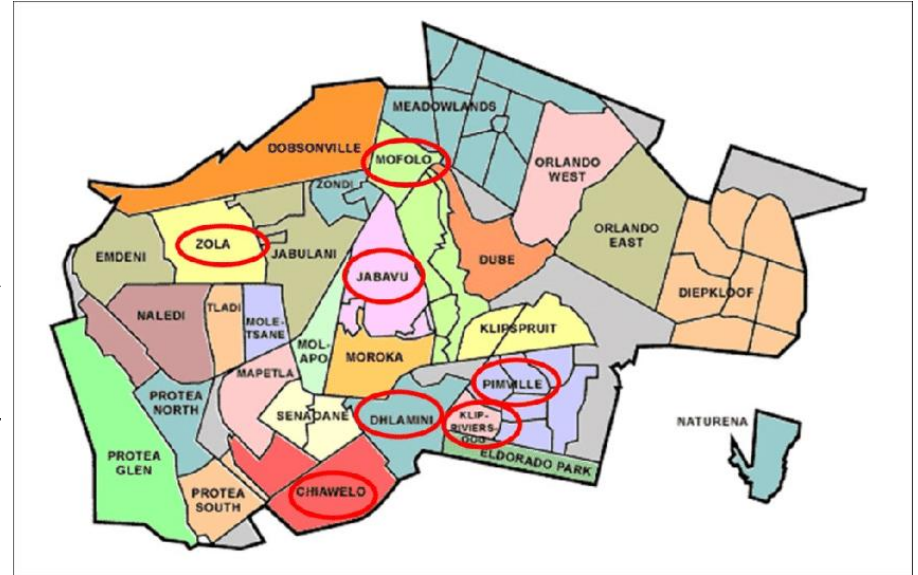 MEADOWLANDS
DOBSONVILLE
MOFOLO
ORLANDO
WEST
ZONDI
ORLANDO
EAST
ZOLA
EMDENI
JABULANI
DUBE
JABAVU
DIEPKLOOF
NALEDI
TLADI
MOLE-
TSANE
KLIPSPRUIT
MOL-
APO
MOROKA
MAPETLA
PIMVILLE
PROTEA
NORTH
SENAOANE
DHLAMINI
KLIP-
RIVIERS-
OOG
NATURENA
PROTEA
GLEN
ELDORADO PARK
PROTEA
SOUTH
CHIAWELO